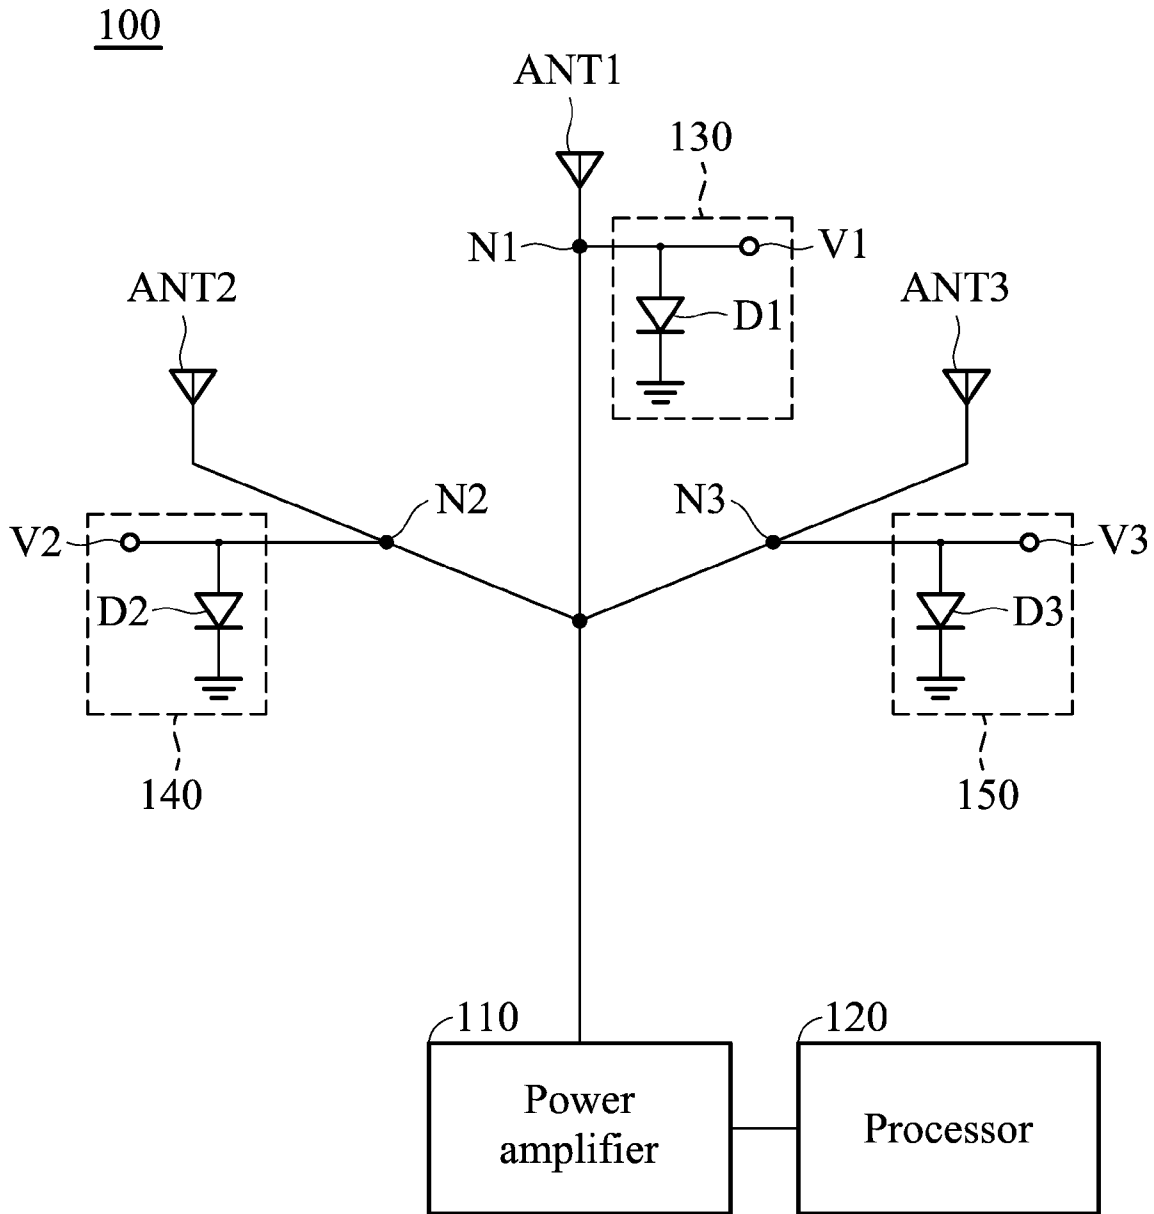 100
ANT1
130
N1
V1
ANT2
D1
ANT3
N2
N3
V2
V3
D2
D3
140
150
110
120
Power
amplifier
Processor